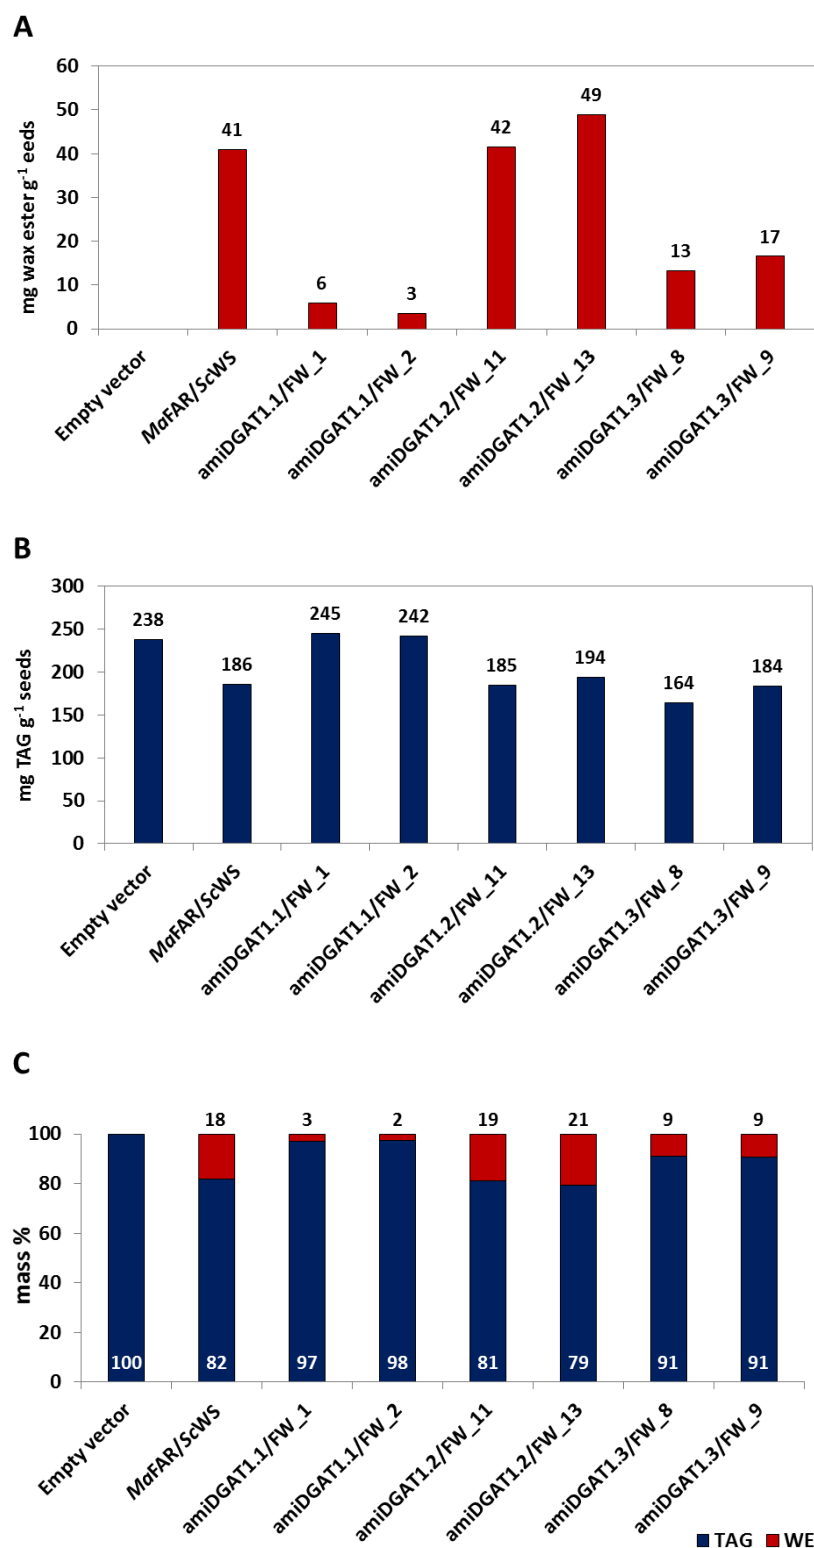 A
mg wax ester g⁻¹ eeds
60
50
40
30
20
10
0
41
6
3
42
49
13
17
Empty vector
MaFAR/ScWS
amiDGAT1.1/FW_1
amiDGAT1.1/FW_2
amiDGAT1.2/FW_11
amiDGAT1.2/FW_13
amiDGAT1.3/FW_8
amiDGAT1.3/FW_9
B
mg TAG g⁻¹ seeds
300
250
200
150
100
50
0
238
186
245
242
185
194
164
184
Empty vector
MaFAR/ScWS
amiDGAT1.1/FW_1
amiDGAT1.1/FW_2
amiDGAT1.2/FW_11
amiDGAT1.2/FW_13
amiDGAT1.3/FW_8
amiDGAT1.3/FW_9
C
mass %
100
80
60
40
20
0
18
3
2
19
21
9
9
100
82
97
98
81
79
91
91
Empty vector
MaFAR/ScWS
amiDGAT1.1/FW_1
amiDGAT1.1/FW_2
amiDGAT1.2/FW_11
amiDGAT1.2/FW_13
amiDGAT1.3/FW_8
amiDGAT1.3/FW_9
TAG WE